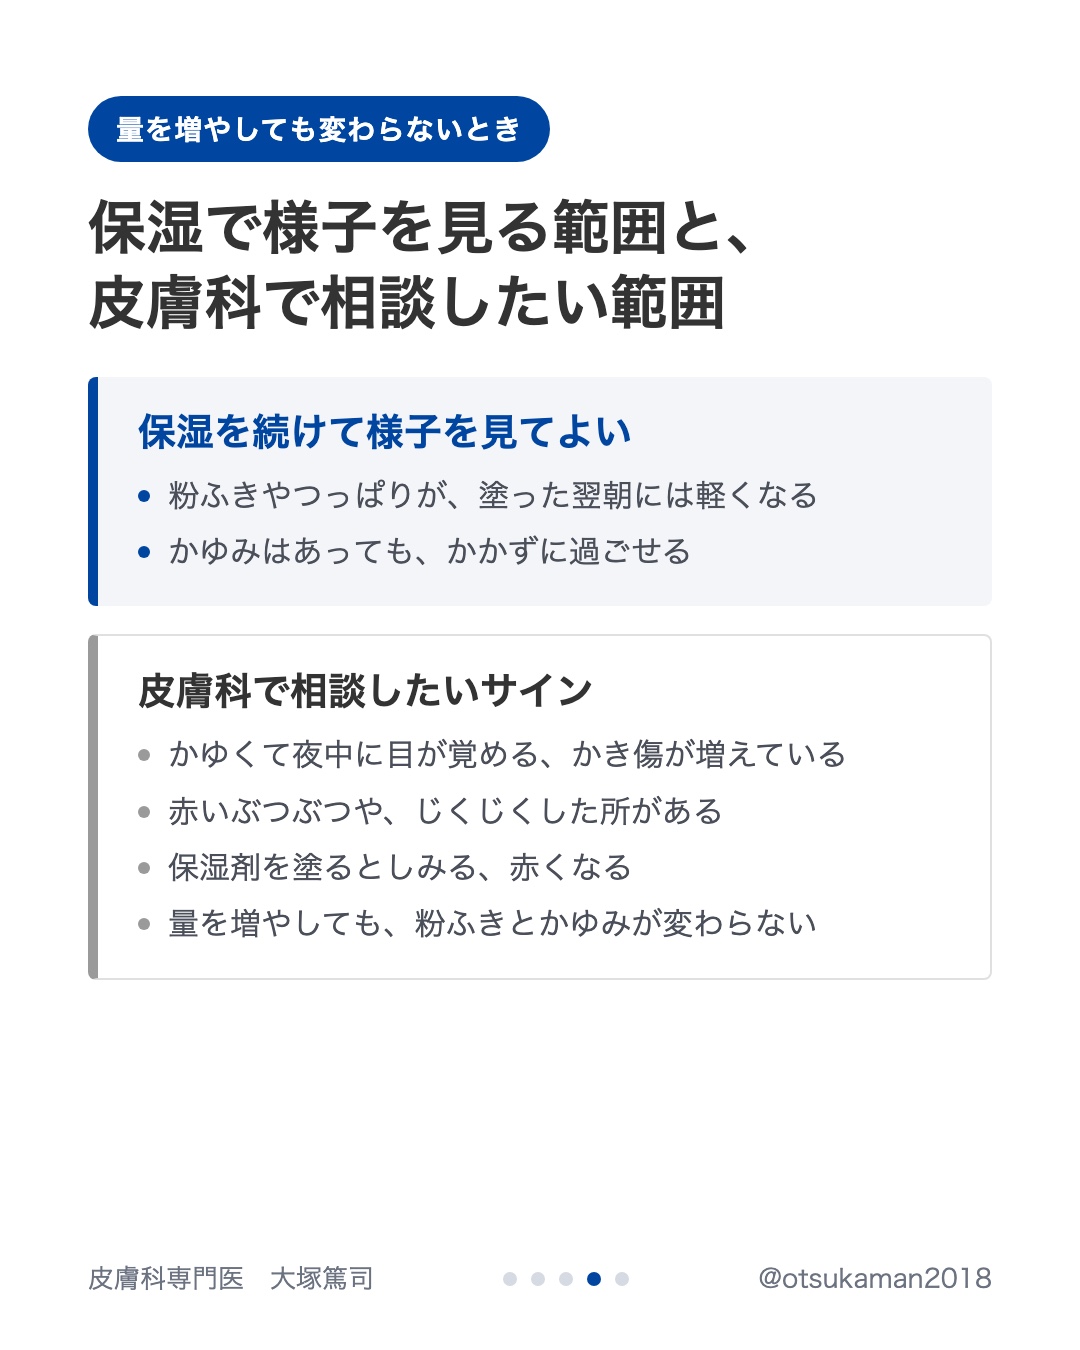 量を増やしても変わらないとき
保湿で様子を見る範囲と、
皮膚科で相談したい範囲
保湿を続けて様子を見てよい
粉ふきやつっぱりが、塗った翌朝には軽くなる
かゆみはあっても、かかずに過ごせる
皮膚科で相談したいサイン
かゆくて夜中に目が覚める、かき傷が増えている
赤いぶつぶつや、じくじくした所がある
保湿剤を塗るとしみる、赤くなる
量を増やしても、粉ふきとかゆみが変わらない
皮膚科専門医　大塚篤司
@otsukaman2018